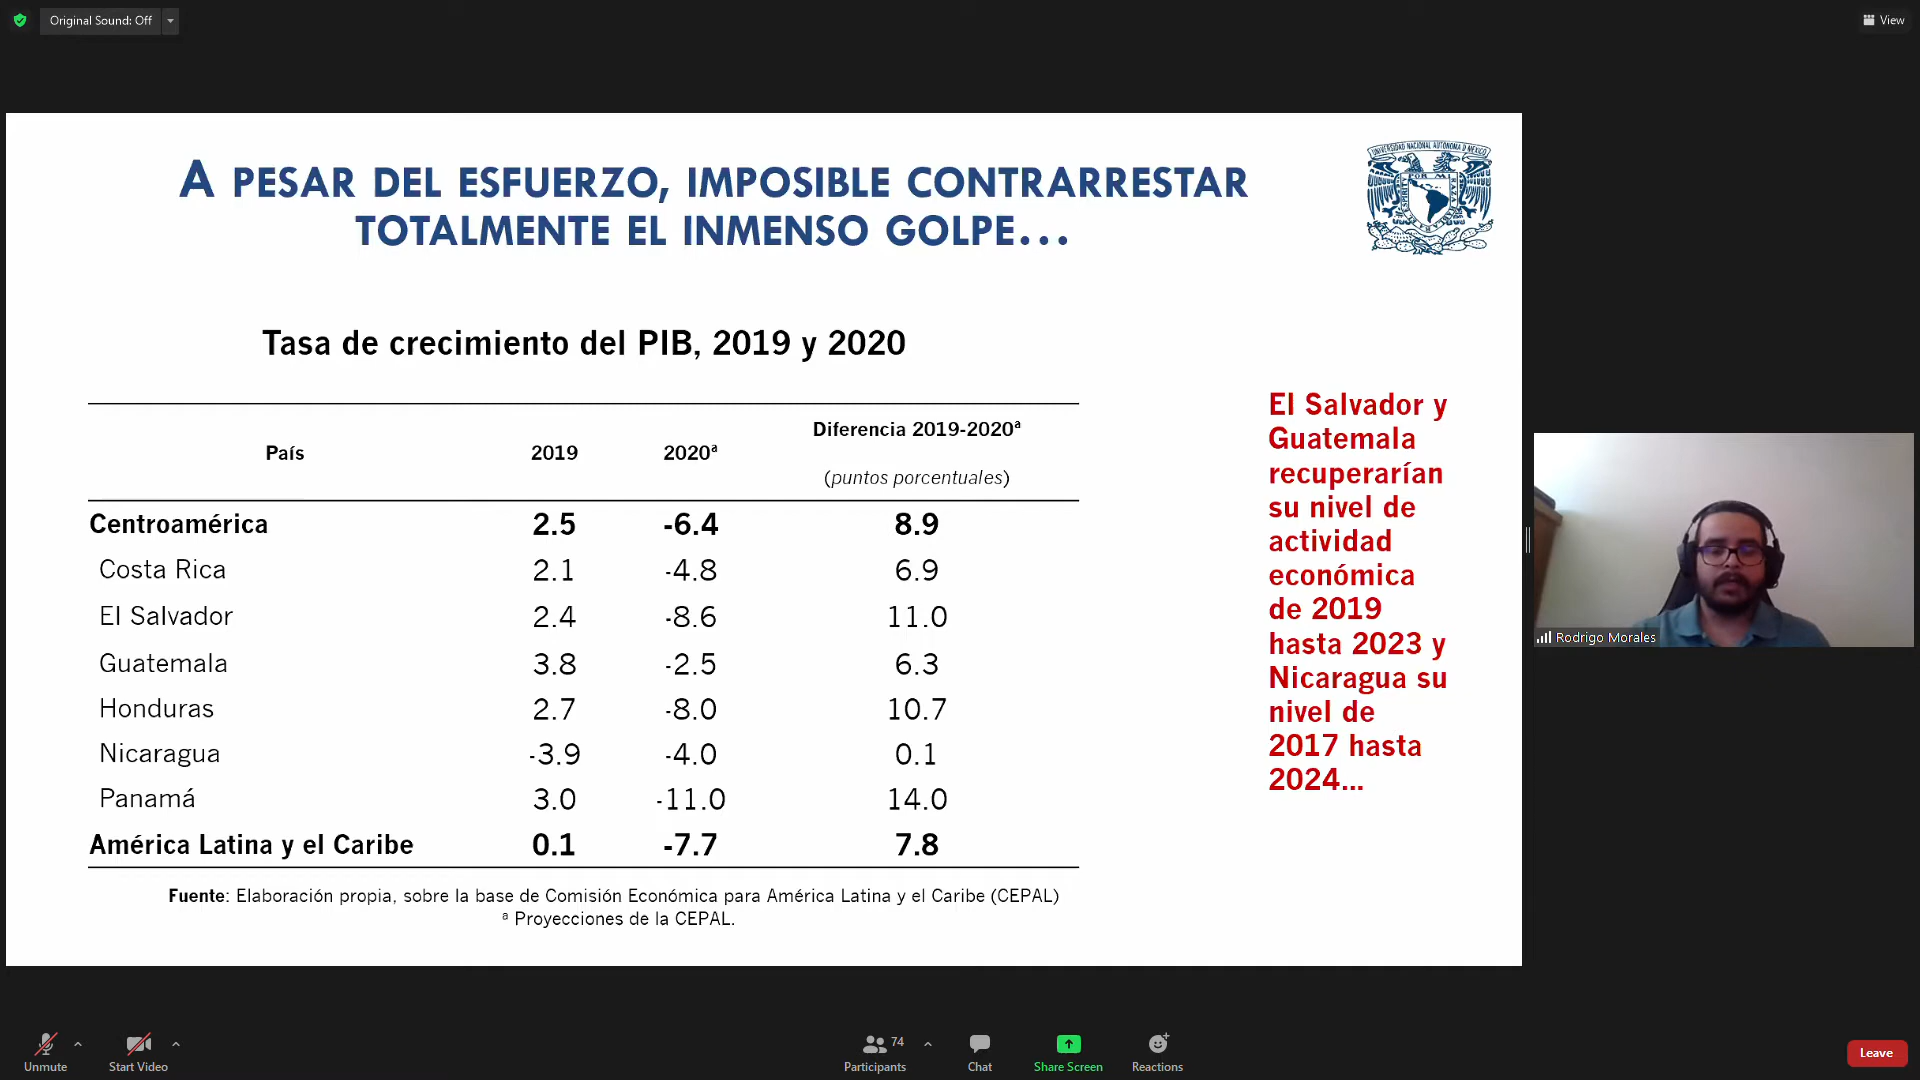 Original Sound: Off
View
A PESAR DEL ESFUERZO, IMPOSIBLE CONTRARRESTAR
TOTALMENTE EL INMENSO GOLPE...
UNIVERSIDAD NACIONAL AUTÓNOMA DE MÉXICO
Tasa de crecimiento del PIB, 2019 y 2020
País 2019 2020ª Diferencia 2019-2020ª
(puntos porcentuales)
Centroamérica 2.5 -6.4 8.9
Costa Rica 2.1 -4.8 6.9
El Salvador 2.4 -8.6 11.0
Guatemala 3.8 -2.5 6.3
Honduras 2.7 -8.0 10.7
Nicaragua -3.9 -4.0 0.1
Panamá 3.0 -11.0 14.0
América Latina y el Caribe 0.1 -7.7 7.8
Fuente: Elaboración propia, sobre la base de Comisión Económica para América Latina y el Caribe (CEPAL)
ª Proyecciones de la CEPAL.
El Salvador y
Guatemala
recuperarían
su nivel de
actividad
económica
de 2019
hasta 2023 y
Nicaragua su
nivel de
2017 hasta
2024...
Rodrigo Morales
Unmute
Start Video
74
Participants
Chat
Share Screen
Reactions
Leave